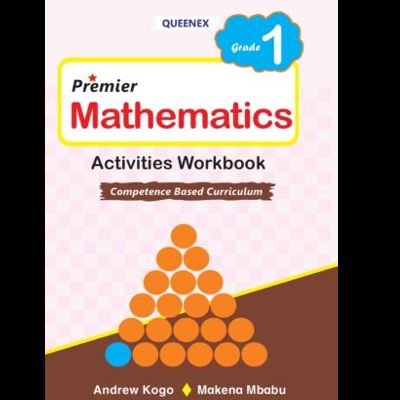 QUEENEX
Grade 1
Premier
Mathematics
Activities Workbook
Competence Based Curriculum
Andrew Kogo Makena Mbabu